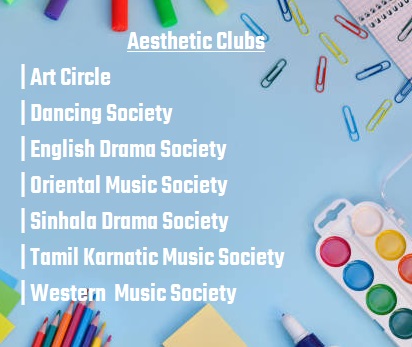 Aesthetic Clubs
| Art Circle
| Dancing Society
| English Drama Society
| Oriental Music Society
| Sinhala Drama Society
| Tamil Karnatic Music Society
| Western  Music Society